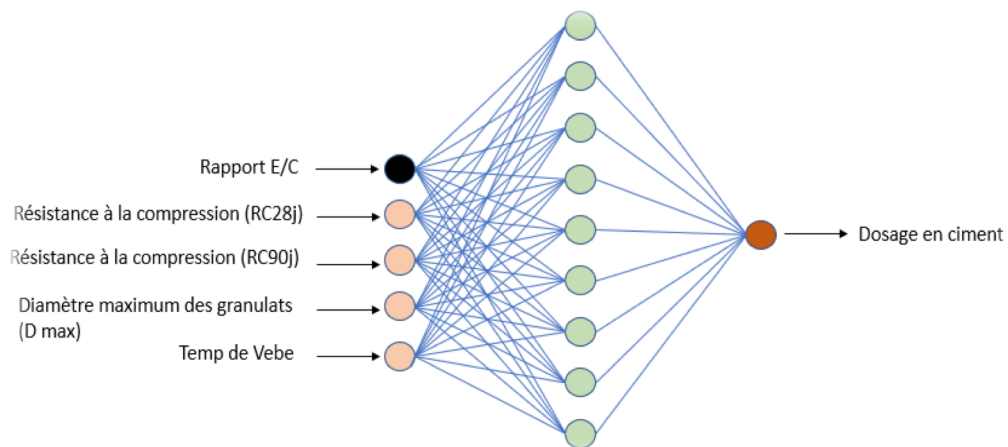 Rapport E/C
Résistance à la compression (RC28j)
Résistance à la compression (RC90j)
Diamètre maximum des granulats
(D max)
Temp de Vebe
Dosage en ciment